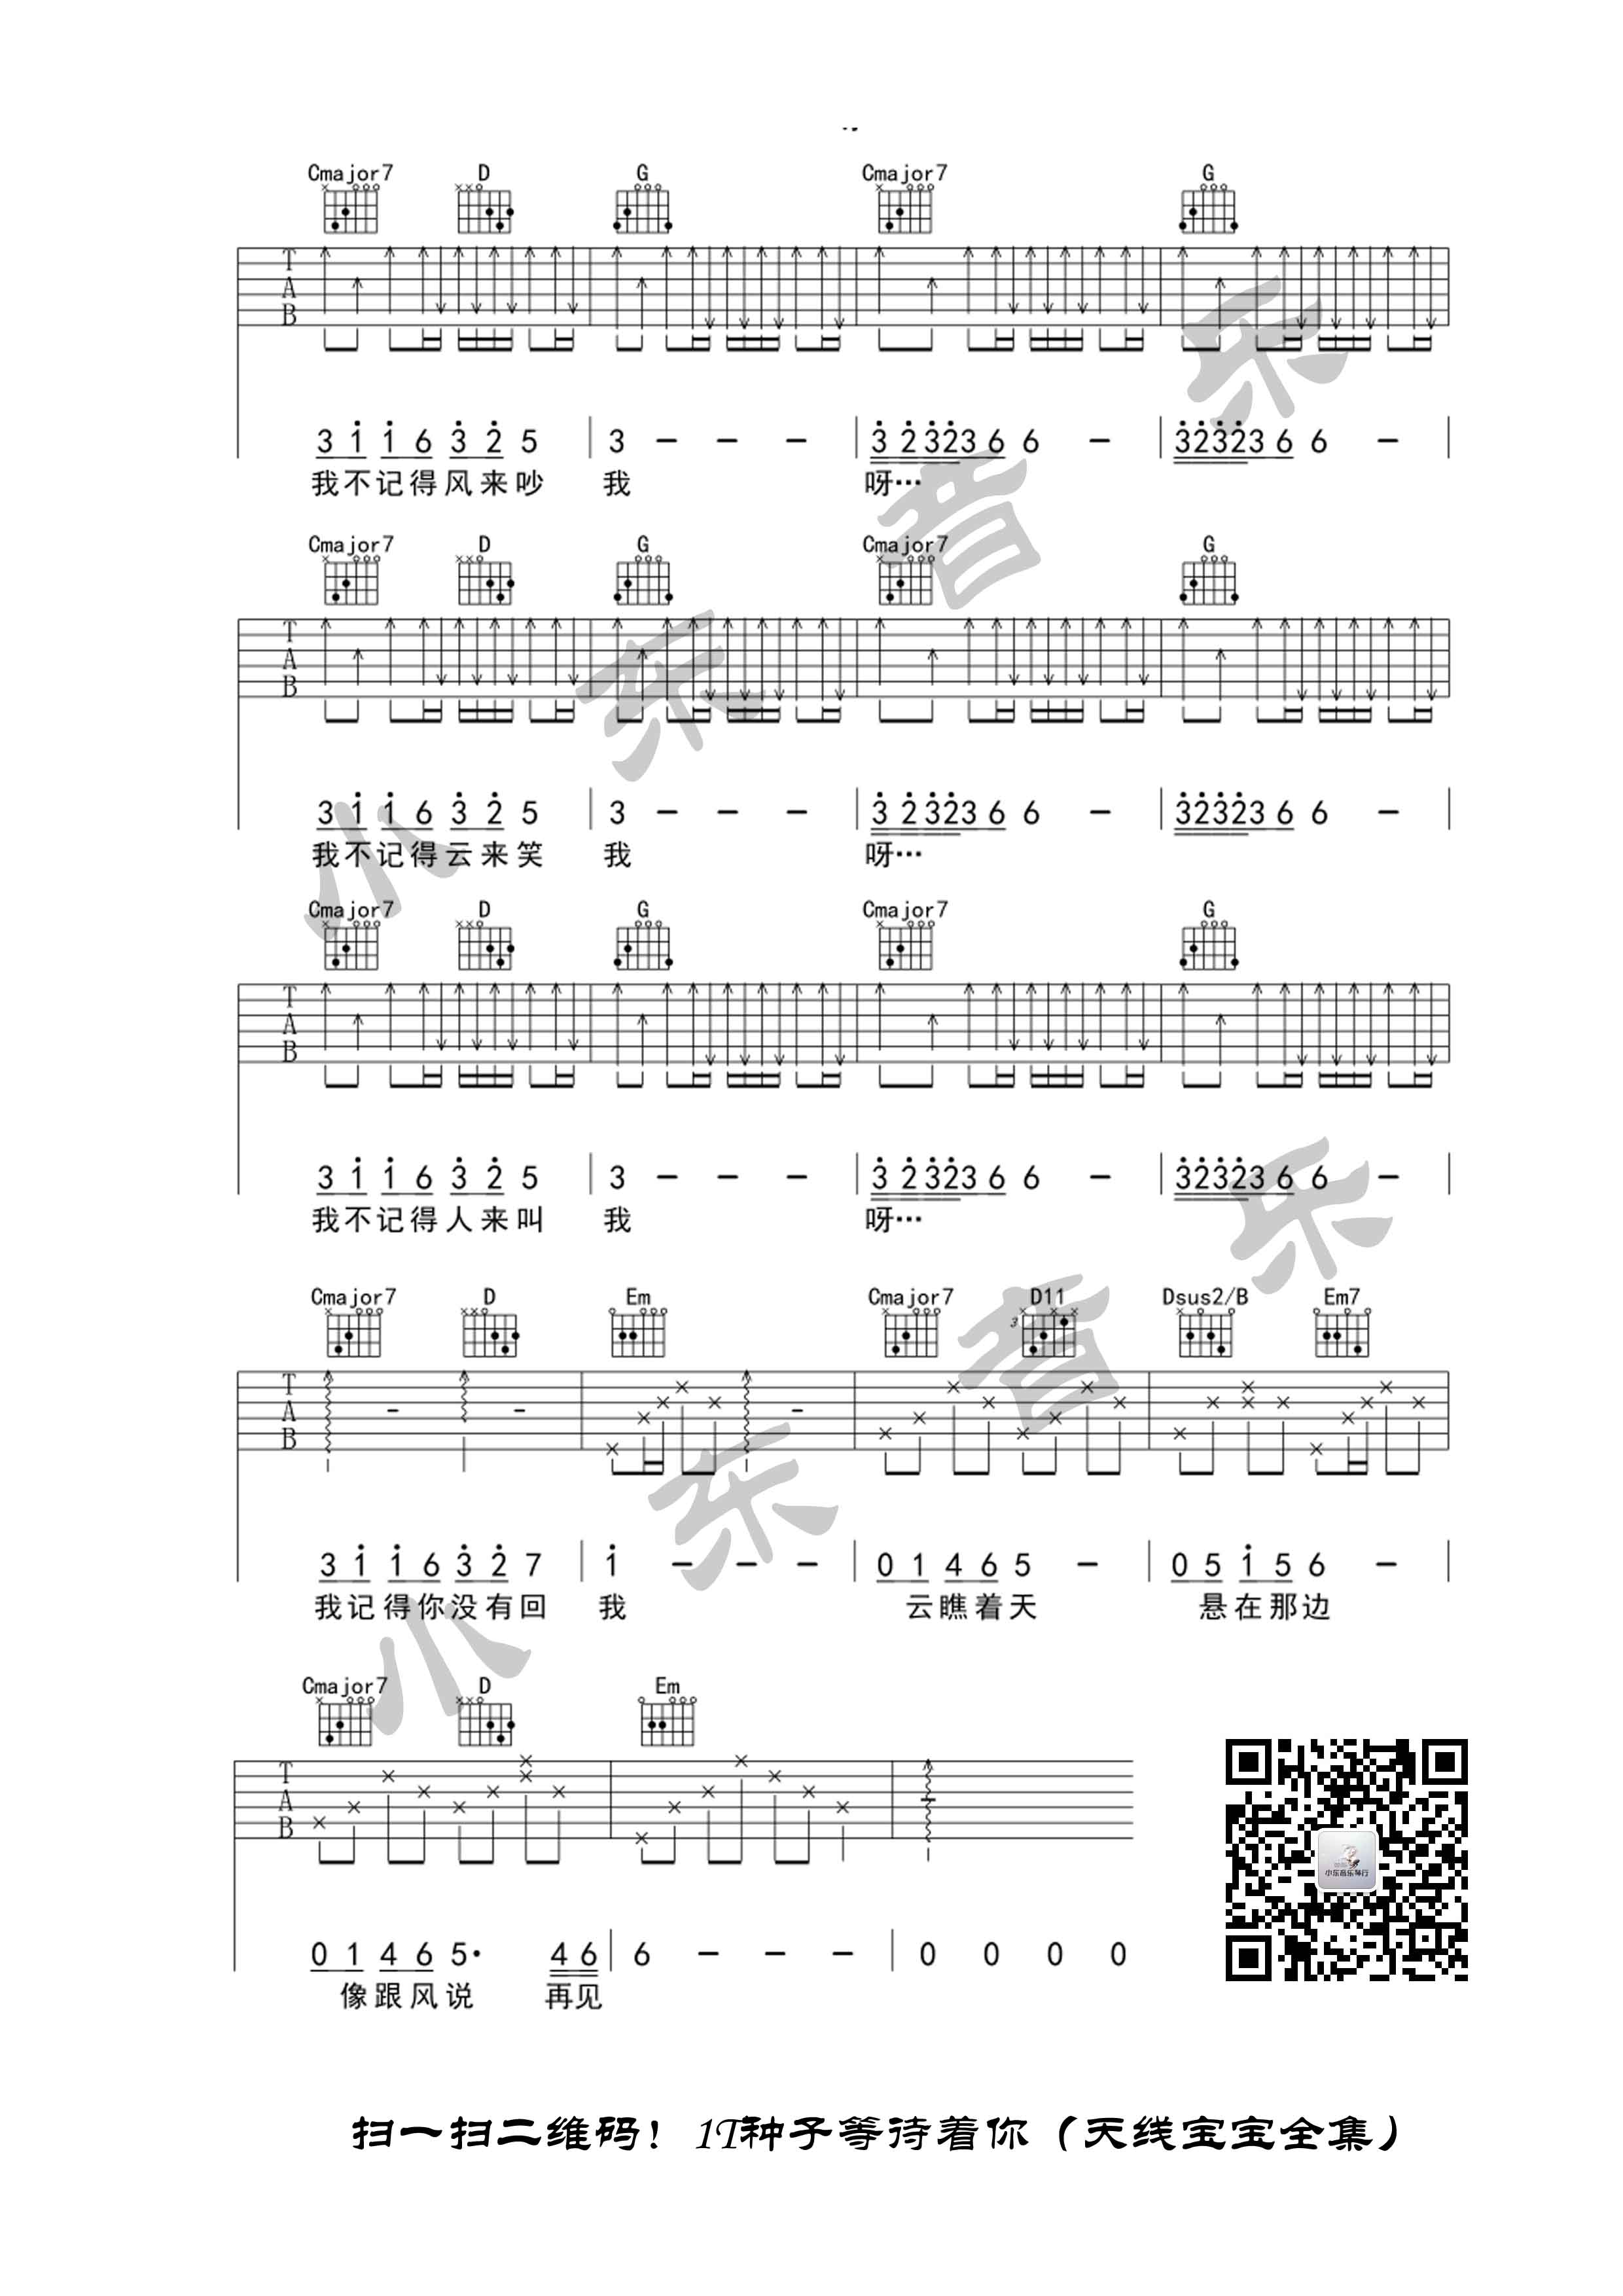 Cmajor7 D G Cmajor7 G
T A B
3 1 1 6 3 2 5 | 3 - - - | 3 2 3 2 3 6 6 - | 3 2 3 2 3 6 6 - |
我不记得风来吵 我 呀…
Cmajor7 D G Cmajor7 G
T A B
3 1 1 6 3 2 5 | 3 - - - | 3 2 3 2 3 6 6 - | 3 2 3 2 3 6 6 - |
我不记得云来笑 我 呀…
Cmajor7 D G Cmajor7 G
T A B
3 1 1 6 3 2 5 | 3 - - - | 3 2 3 2 3 6 6 - | 3 2 3 2 3 6 6 - |
我不记得人来叫 我 呀…
Cmajor7 D Em Cmajor7 D11 Dsus2/B Em7
3
T A B
3 1 1 6 3 2 7 | 1 - - - | 0 1 4 6 5 - | 0 5 1 5 6 - |
我记得你没有回 我 云瞧着天 悬在那边
Cmajor7 D Em
T A B
0 1 4 6 5· 4 6 | 6 - - - | 0 0 0 0
像跟风说 再见
小东音乐
小东音乐
小东音乐琴行
扫一扫二维码！1T种子等待着你（天线宝宝全集）